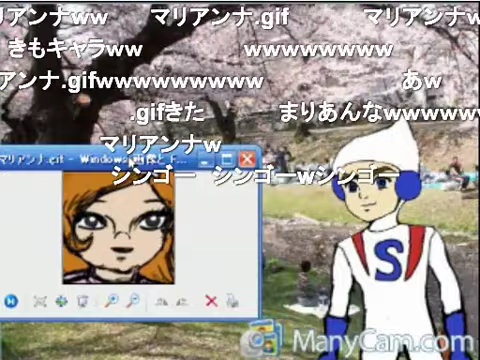 リアンナww マリアンナ.gif マリアンナw
きもキャラww wwwwwwww
アンナ.gifwwwwwwwwww あw
.gifきた まりあんなwwwww
マリアンナw
マリアンナ.gif - Windows
シンゴー シンゴーwシンゴー
S
ManyCam.com